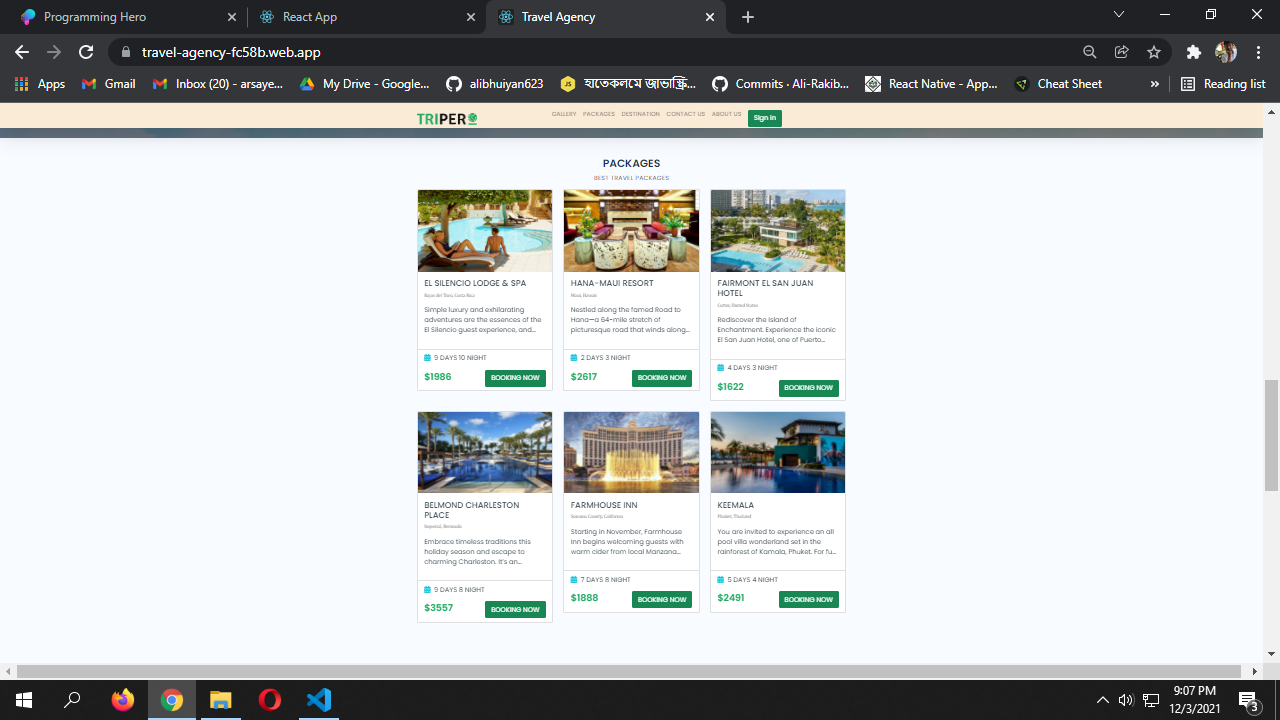 Programming Hero
React App
Travel Agency
travel-agency-fc58b.web.app
Apps
Gmail
Inbox (20) - arsaye...
My Drive - Google...
alibhuiyan623
হাতেকলমে জাভাস্ক্রি...
Commits · Ali-Rakib...
React Native - App...
Cheat Sheet
»
Reading list
TRIPER
GALLERY
PACKAGES
DESTINATION
CONTACT US
ABOUT US
Sign in
PACKAGES
BEST TRAVEL PACKAGES
EL SILENCIO LODGE & SPA
Bajos del Toro, Costa Rica
Simple luxury and exhilarating
adventures are the essences of the
El Silencio guest experience, and...
9 DAYS 10 NIGHT
$1986
BOOKING NOW
HANA-MAUI RESORT
Maui, Hawaii
Nestled along the famed Road to
Hana—a 64-mile stretch of
picturesque road that winds along...
2 DAYS 3 NIGHT
$2617
BOOKING NOW
FAIRMONT EL SAN JUAN
HOTEL
United States
Rediscover the Island of
Enchantment. Experience the iconic
El San Juan Hotel, one of Puerto...
4 DAYS 3 NIGHT
$1622
BOOKING NOW
BELMOND CHARLESTON
PLACE
Imperial, Bermuda
Embrace timeless traditions this
holiday season and escape to
charming Charleston. It's an...
9 DAYS 8 NIGHT
$3557
BOOKING NOW
FARMHOUSE INN
Sonoma County, California
Starting in November, Farmhouse
Inn begins welcoming guests with
warm cider from local Manzana...
7 DAYS 8 NIGHT
$1888
BOOKING NOW
KEEMALA
Phuket, Thailand
You are invited to experience an all
pool villa wonderland set in the
rainforest of Kamala, Phuket. For fu...
5 DAYS 4 NIGHT
$2491
BOOKING NOW
9:07 PM
12/3/2021
3